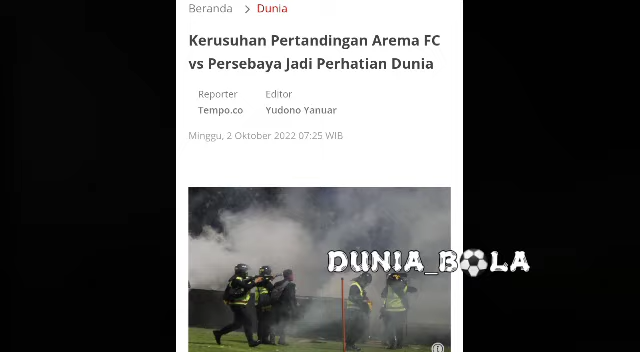 Beranda > Dunia
Kerusuhan Pertandingan Arema FC
vs Persebaya Jadi Perhatian Dunia
Reporter Editor
Tempo.co Yudono Yanuar
Minggu, 2 Oktober 2022 07:25 WIB
DUNIA_BOLA